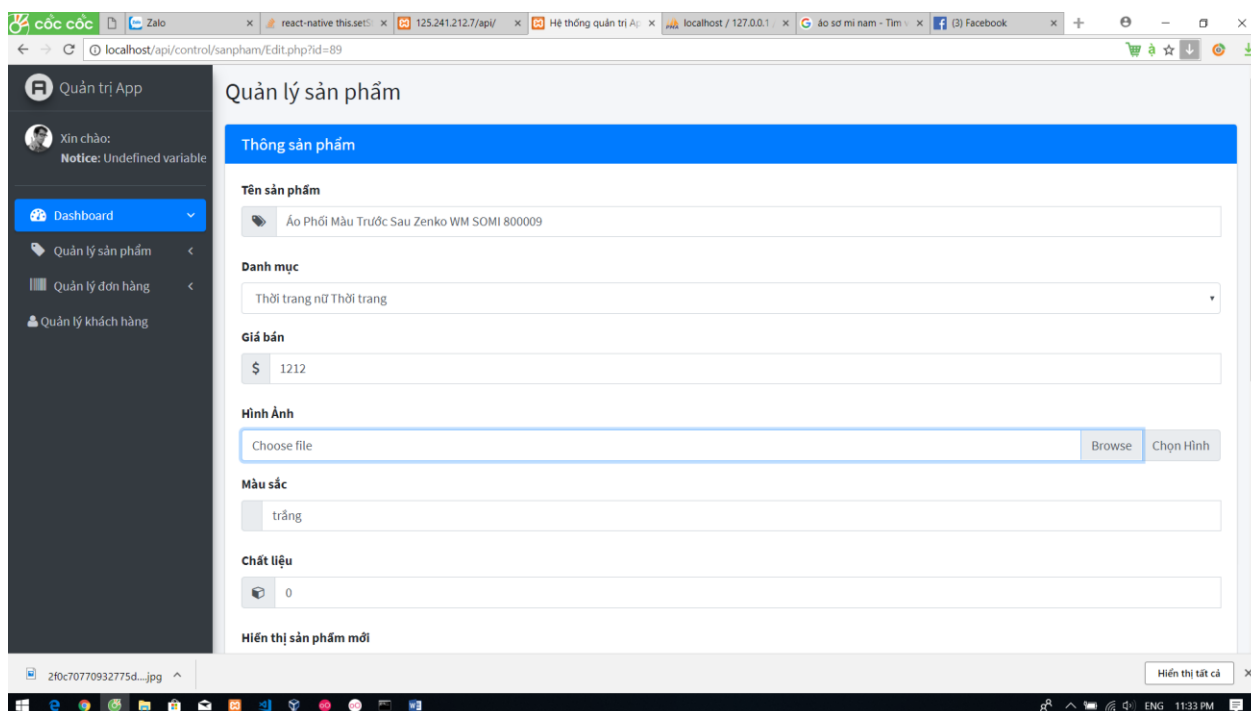 cốc cốc
Zalo
react-native this.setS
125.241.212.7/api/
Hệ thống quản trị Ap
localhost / 127.0.0.1 /
áo sơ mi nam - Tìm v
(3) Facebook
localhost/api/control/sanpham/Edit.php?id=89
Quản trị App
Xin chào:
Notice: Undefined variable
Dashboard
Quản lý sản phẩm
Quản lý đơn hàng
Quản lý khách hàng
Quản lý sản phẩm
Thông sản phẩm
Tên sản phẩm
Áo Phối Màu Trước Sau Zenko WM SOMI 800009
Danh mục
Thời trang nữ Thời trang
Giá bán
$ 1212
Hình Ảnh
Choose file Browse Chọn Hình
Màu sắc
trắng
Chất liệu
0
Hiển thị sản phẩm mới
2f0c70770932775d....jpg
Hiển thị tất cả
ENG 11:33 PM